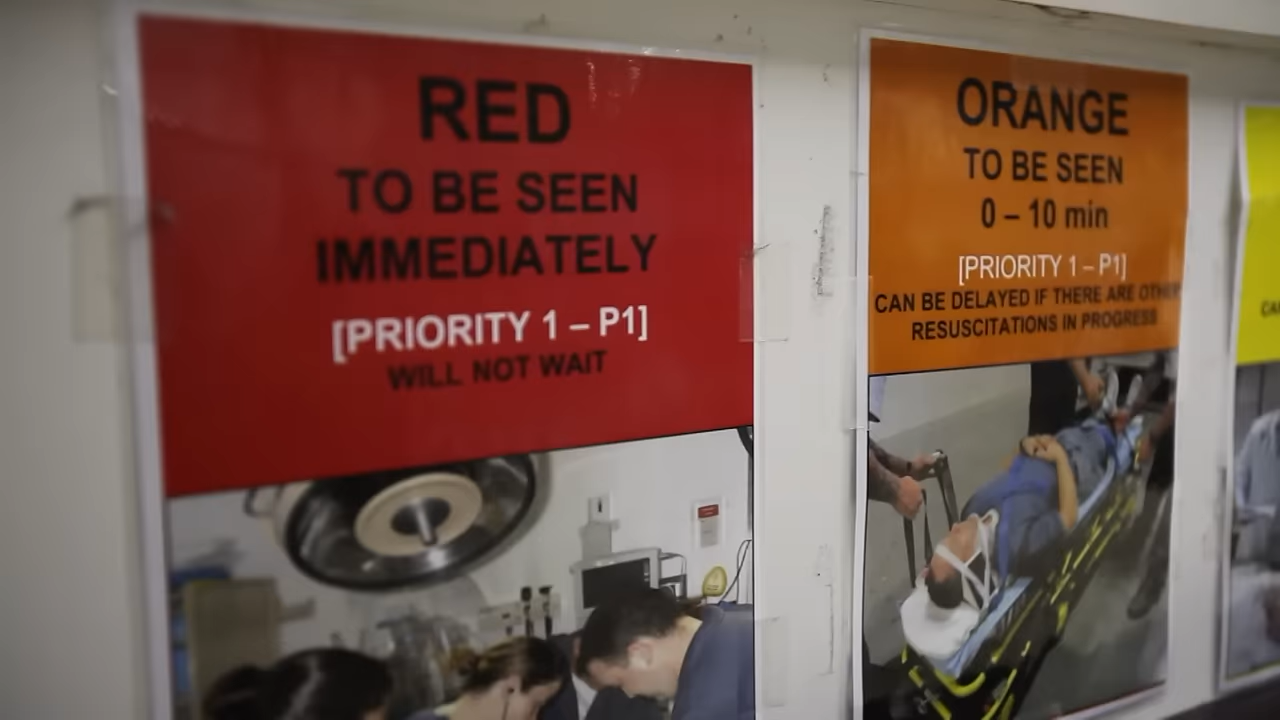 RED
TO BE SEEN
IMMEDIATELY
[PRIORITY 1 – P1]
WILL NOT WAIT
ORANGE
TO BE SEEN
0 – 10 min
[PRIORITY 1 – P1]
CAN BE DELAYED IF THERE ARE OTHER
RESUSCITATIONS IN PROGRESS